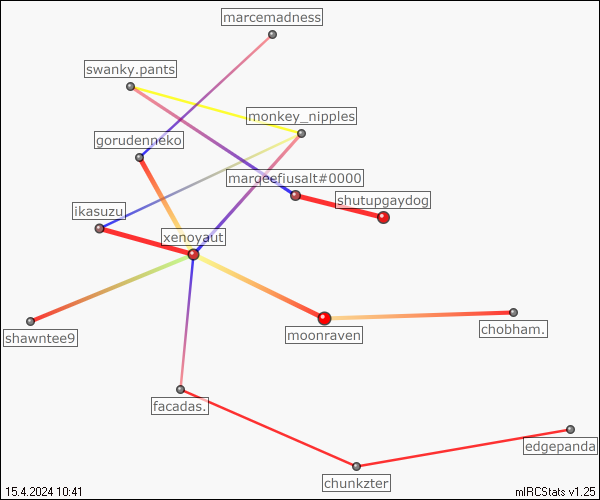 marcemadness
swanky.pants
monkey_nipples
gorudenneko
margeefiusalt#0000
shutupgaydog
ikasuzu
xenoyaut
shawntee9
moonraven
chobham.
facadas.
edgepanda
chunkzter
15.4.2024 10:41
mIRCStats v1.25